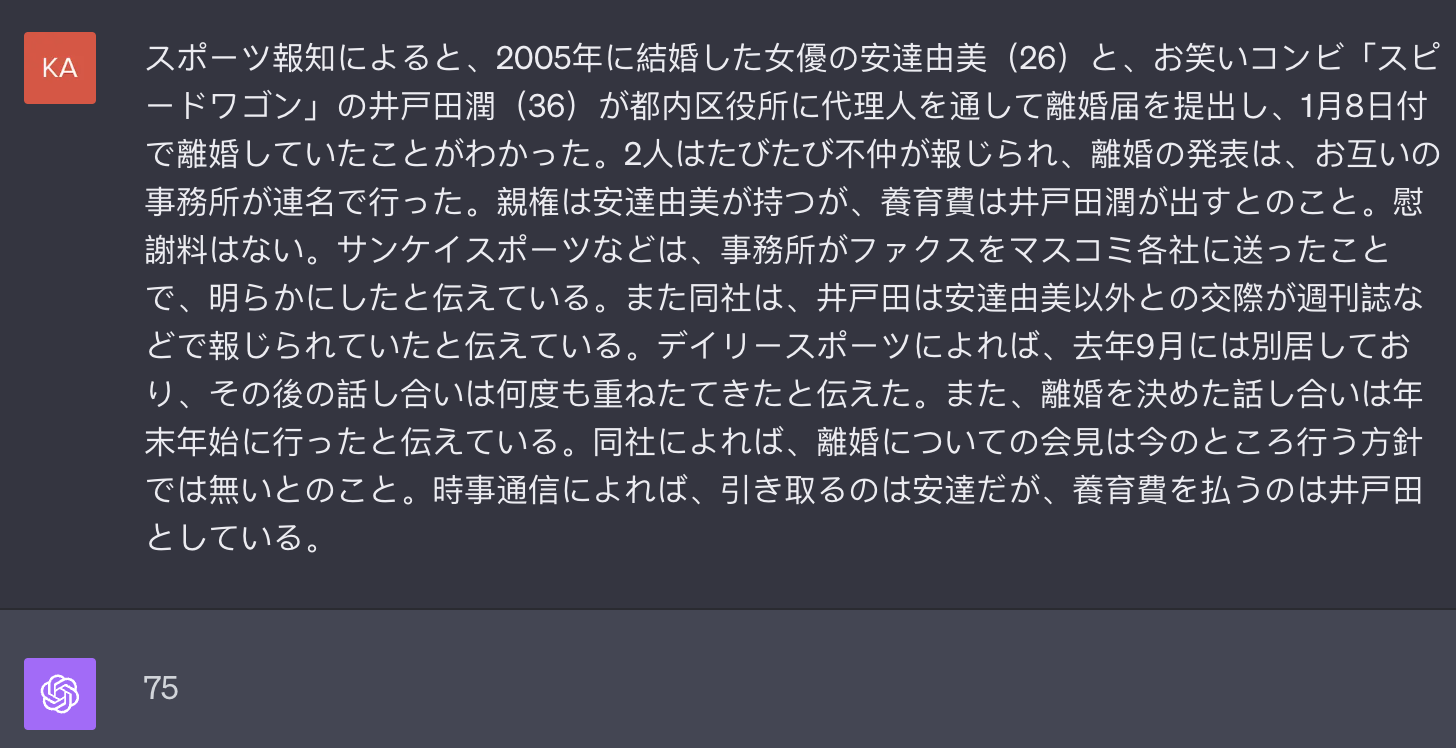 KA
スポーツ報知によると、2005年に結婚した女優の安達由美（26）と、お笑いコンビ「スピ
ードワゴン」の井戸田潤（36）が都内区役所に代理人を通して離婚届を提出し、1月8日付
で離婚していたことがわかった。2人はたびたび不仲が報じられ、離婚の発表は、お互いの
事務所が連名で行った。親権は安達由美が持つが、養育費は井戸田潤が出すとのこと。慰
謝料はない。サンケイスポーツなどは、事務所がファクスをマスコミ各社に送ったこと
で、明らかにしたと伝えている。また同社は、井戸田は安達由美以外との交際が週刊誌な
どで報じられていたと伝えている。デイリースポーツによれば、去年9月には別居してお
り、その後の話し合いは何度も重ねたてきたと伝えた。また、離婚を決めた話し合いは年
末年始に行ったと伝えている。同社によれば、離婚についての会見は今のところ行う方針
では無いとのこと。時事通信によれば、引き取るのは安達だが、養育費を払うのは井戸田
としている。
75